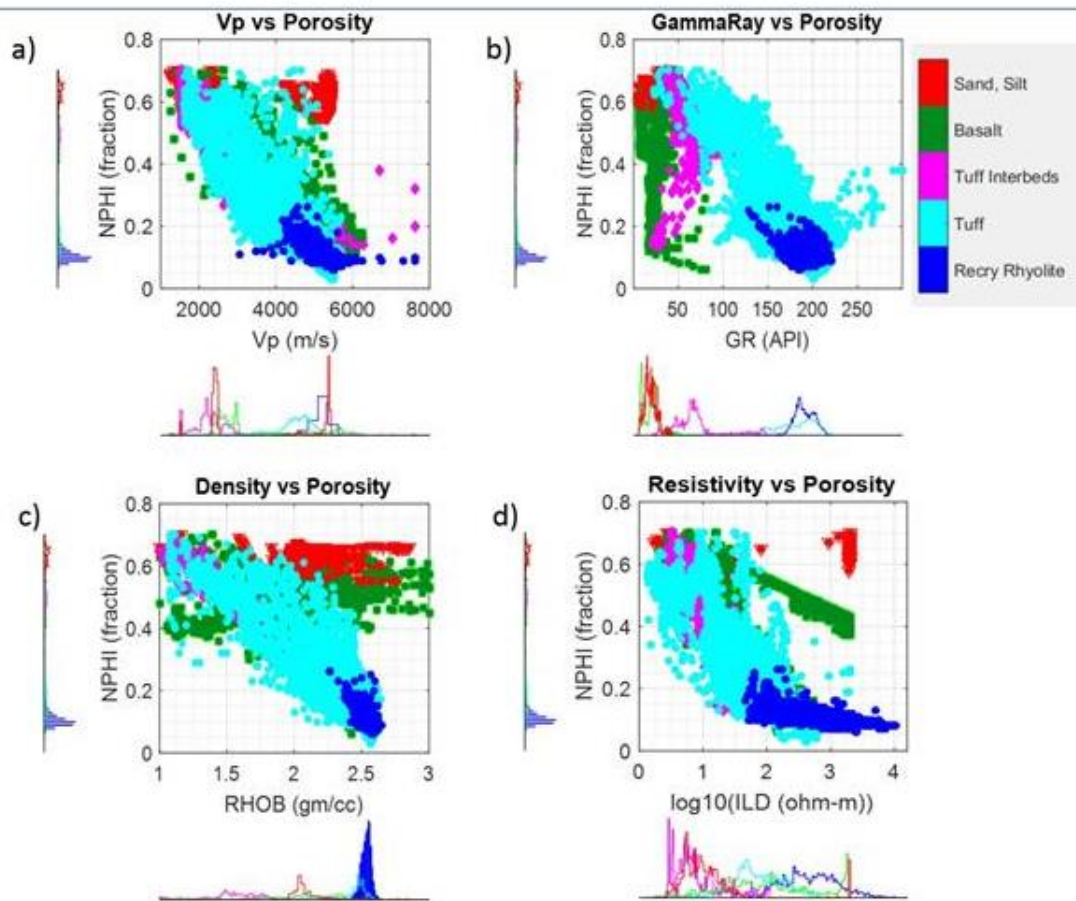 a)
Vp vs Porosity
0.8
0.6
0.4
0.2
0
NPHI (fraction)
2000 4000 6000 8000
Vp (m/s)
b)
GammaRay vs Porosity
0.8
0.6
0.4
0.2
0
NPHI (fraction)
50 100 150 200 250
GR (API)
Sand, Silt
Basalt
Tuff Interbeds
Tuff
Recry Rhyolite
c)
Density vs Porosity
0.8
0.6
0.4
0.2
0
NPHI (fraction)
1 1.5 2 2.5 3
RHOB (gm/cc)
d)
Resistivity vs Porosity
0.8
0.6
0.4
0.2
0
NPHI (fraction)
0 1 2 3 4
log10(ILD (ohm-m))